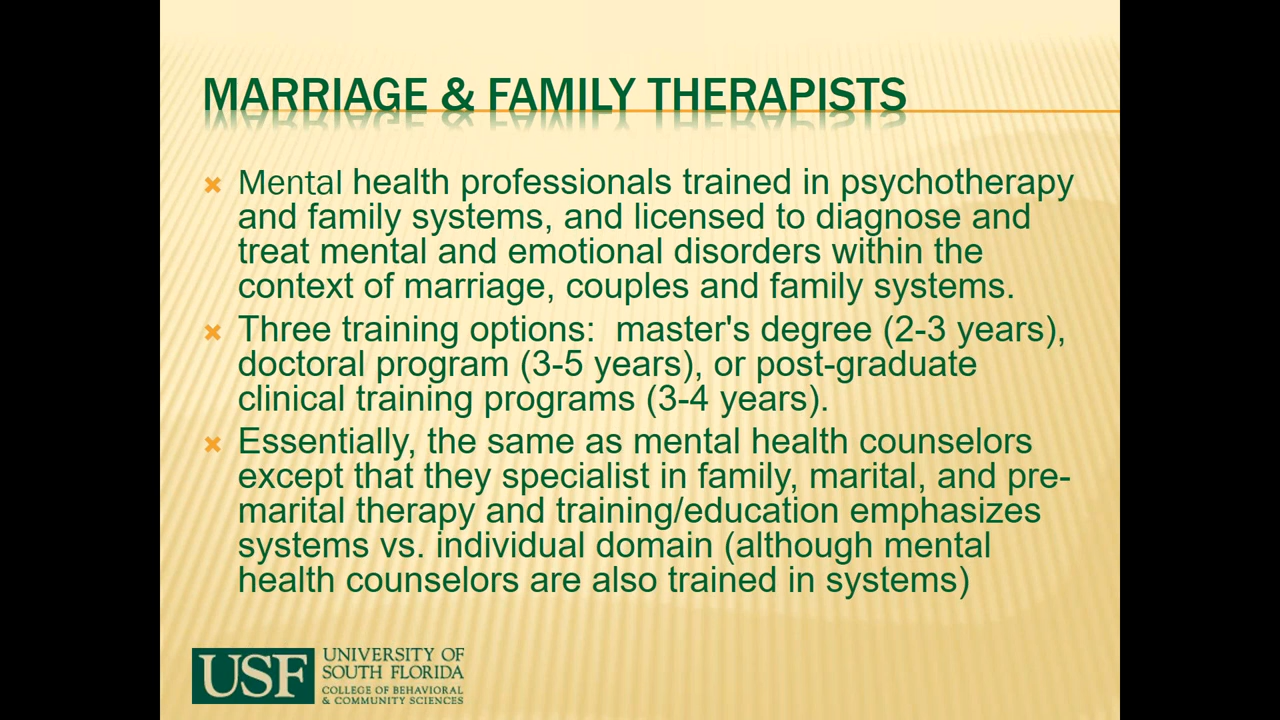 MARRIAGE & FAMILY THERAPISTS
Mental health professionals trained in psychotherapy
and family systems, and licensed to diagnose and
treat mental and emotional disorders within the
context of marriage, couples and family systems.
Three training options:  master's degree (2-3 years),
doctoral program (3-5 years), or post-graduate
clinical training programs (3-4 years).
Essentially, the same as mental health counselors
except that they specialist in family, marital, and pre-
marital therapy and training/education emphasizes
systems vs. individual domain (although mental
health counselors are also trained in systems)
USF
UNIVERSITY OF
SOUTH FLORIDA
COLLEGE OF BEHAVIORAL
& COMMUNITY SCIENCES